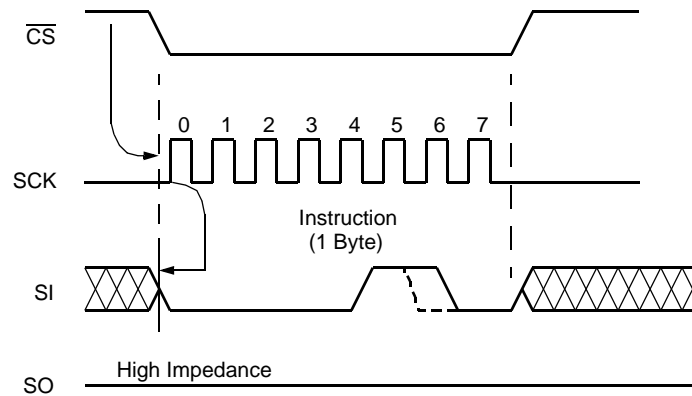 CS
0 1 2 3 4 5 6 7
SCK
Instruction
(1 Byte)
SI
High Impedance
SO